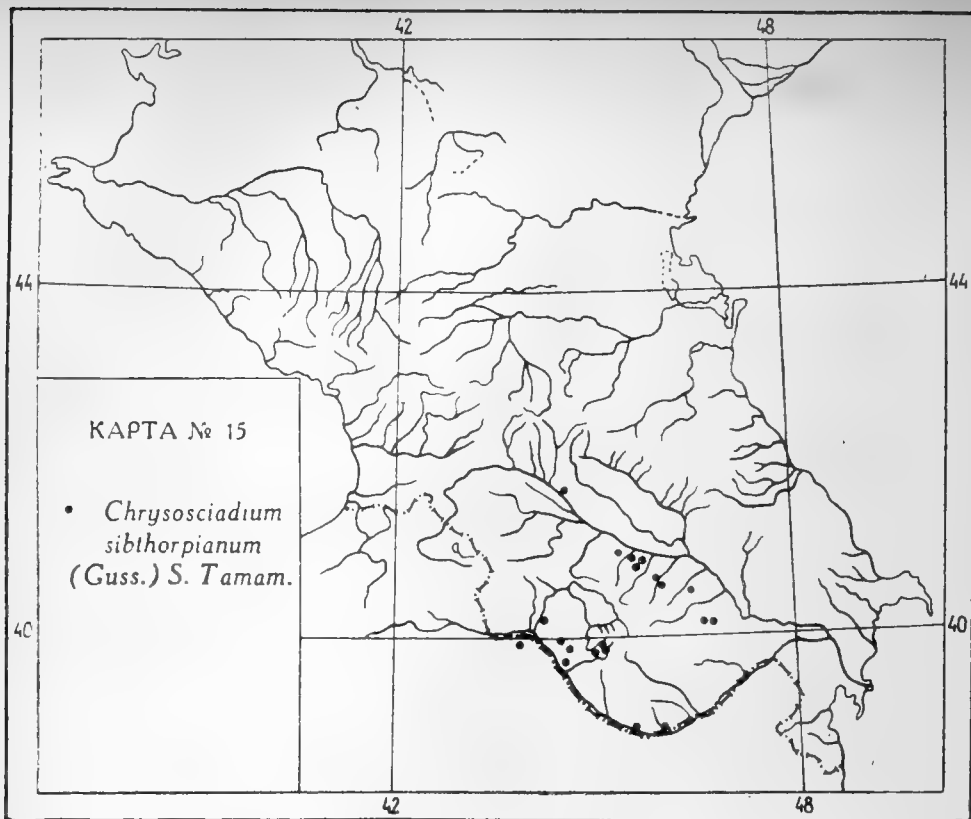 42 48
44 44
КАРТА № 15
• Chrysosciadium
sibthorpianum
(Guss.) S. Tamam.
40 40
42 48